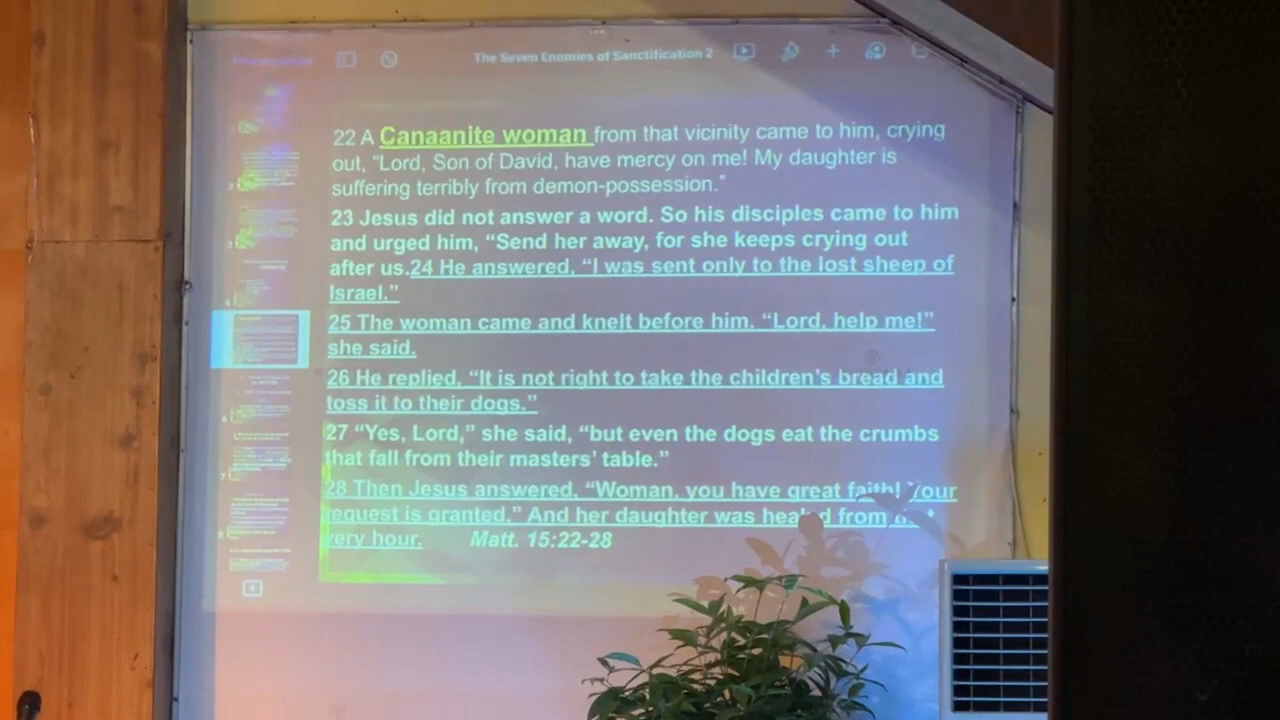 The Seven Enemies of Sanctification 2
22 A Canaanite woman from that vicinity came to him, crying
out, “Lord, Son of David, have mercy on me! My daughter is
suffering terribly from demon-possession.”
23 Jesus did not answer a word. So his disciples came to him
and urged him, “Send her away, for she keeps crying out
after us.24 He answered, “I was sent only to the lost sheep of
Israel.”
25 The woman came and knelt before him. “Lord, help me!”
she said.
26 He replied, “It is not right to take the children’s bread and
toss it to their dogs.”
27 “Yes, Lord,” she said, “but even the dogs eat the crumbs
that fall from their masters’ table.”
28 Then Jesus answered, “Woman, you have great faith! Your
request is granted.” And her daughter was healed from that
very hour. Matt. 15:22-28